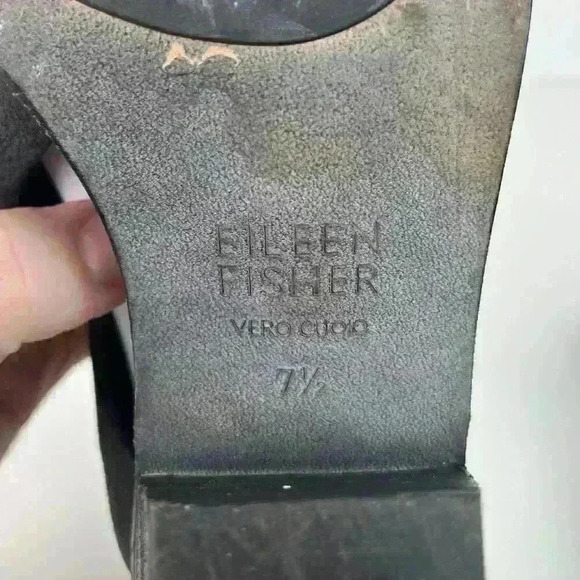 EILEEN
FISHER
VERO CUOIO
7½